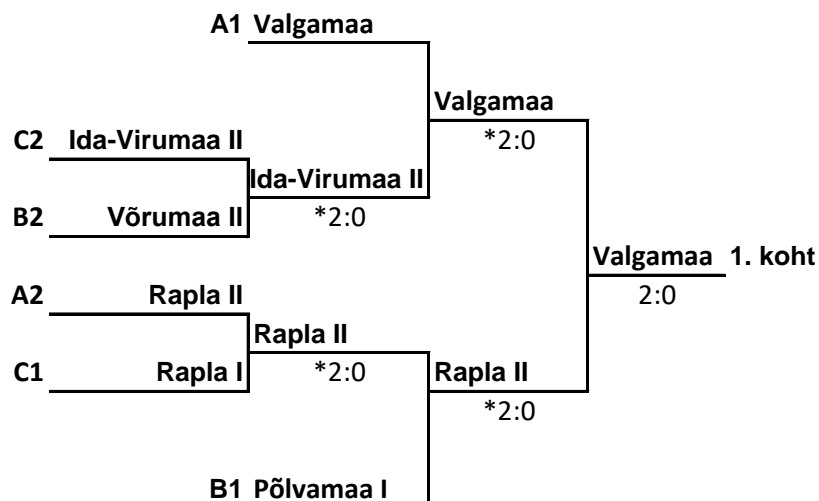 A1 Valgamaa
Valgamaa
*2:0
C2 Ida-Virumaa II
Ida-Virumaa II
*2:0
B2 Võrumaa II
Valgamaa 1. koht
2:0
A2 Rapla II
Rapla II
*2:0
C1 Rapla I
Rapla II
*2:0
B1 Põlvamaa I